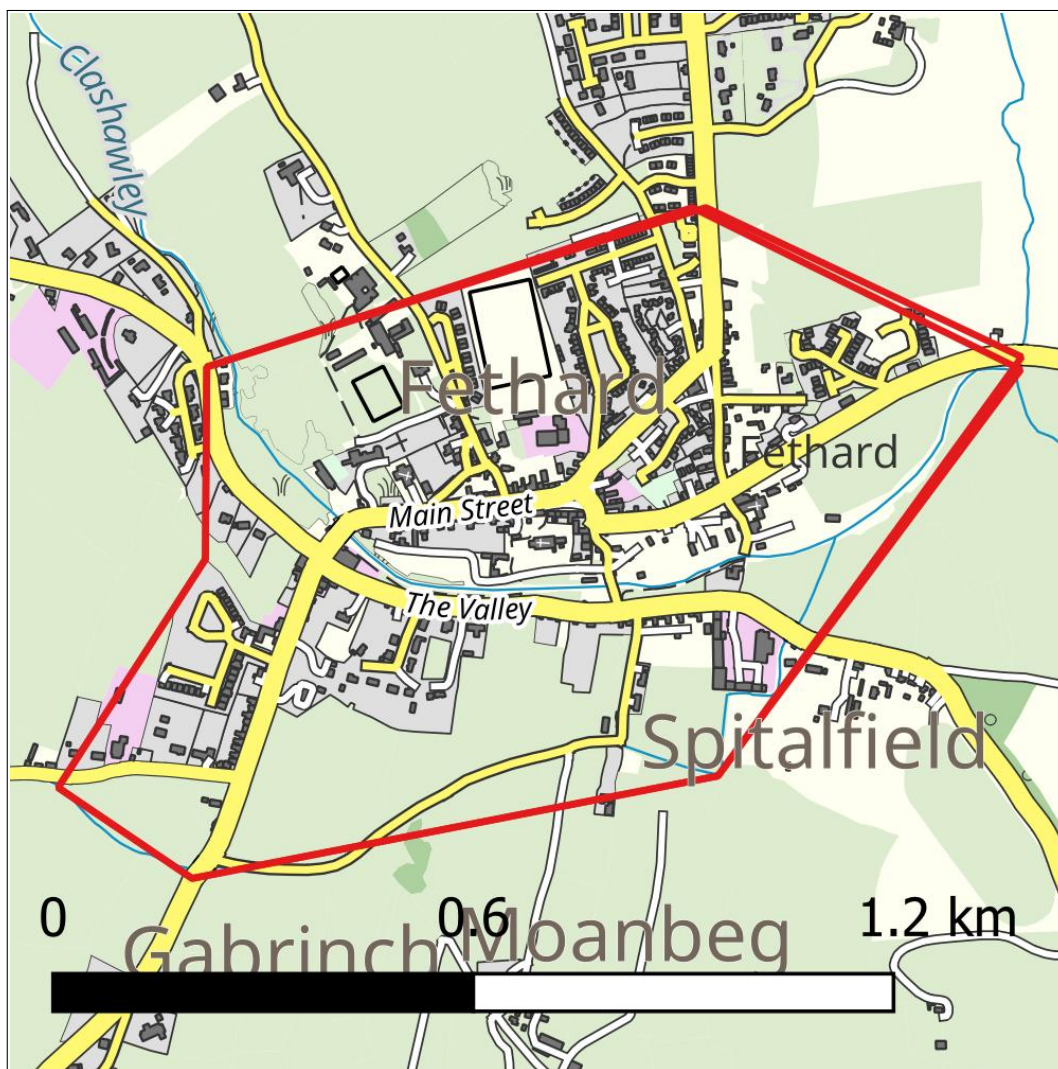 Clashawley
Fethard
Fethard
Main Street
The Valley
Spitalfield
0 0.6 1.2 km
Gabrinch Moanbeg